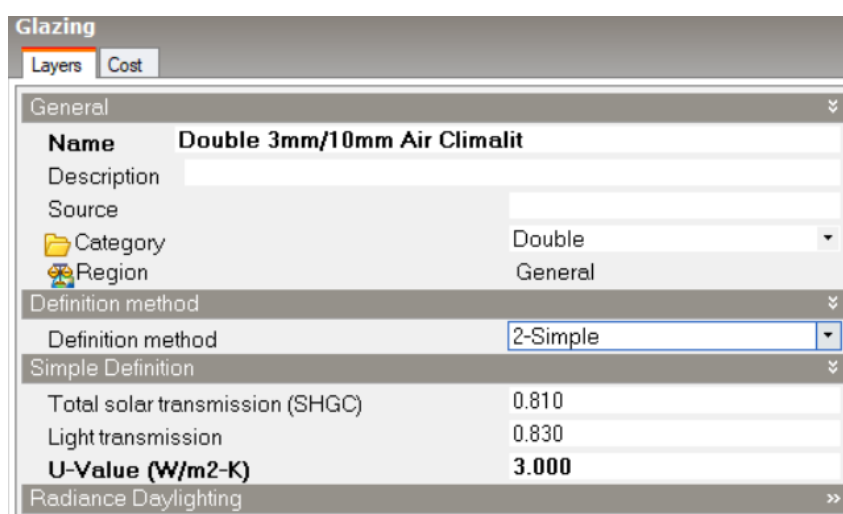 Glazing
Layers Cost
General
Name Double 3mm/10mm Air Climalit
Description
Source
Category Double
Region General
Definition method
Definition method 2-Simple
Simple Definition
Total solar transmission (SHGC) 0.810
Light transmission 0.830
U-Value (W/m2-K) 3.000
Radiance Daylighting